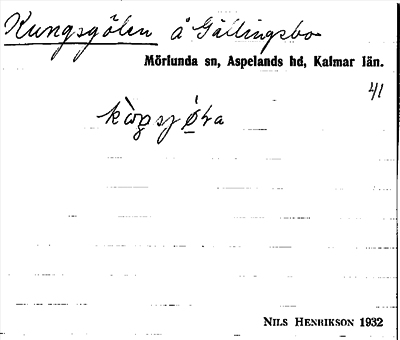 Kungsgölen å Gällingsbo
Mörlunda sn, Aspelands hd, Kalmar län.
41
NILS HENRIKSON 1932